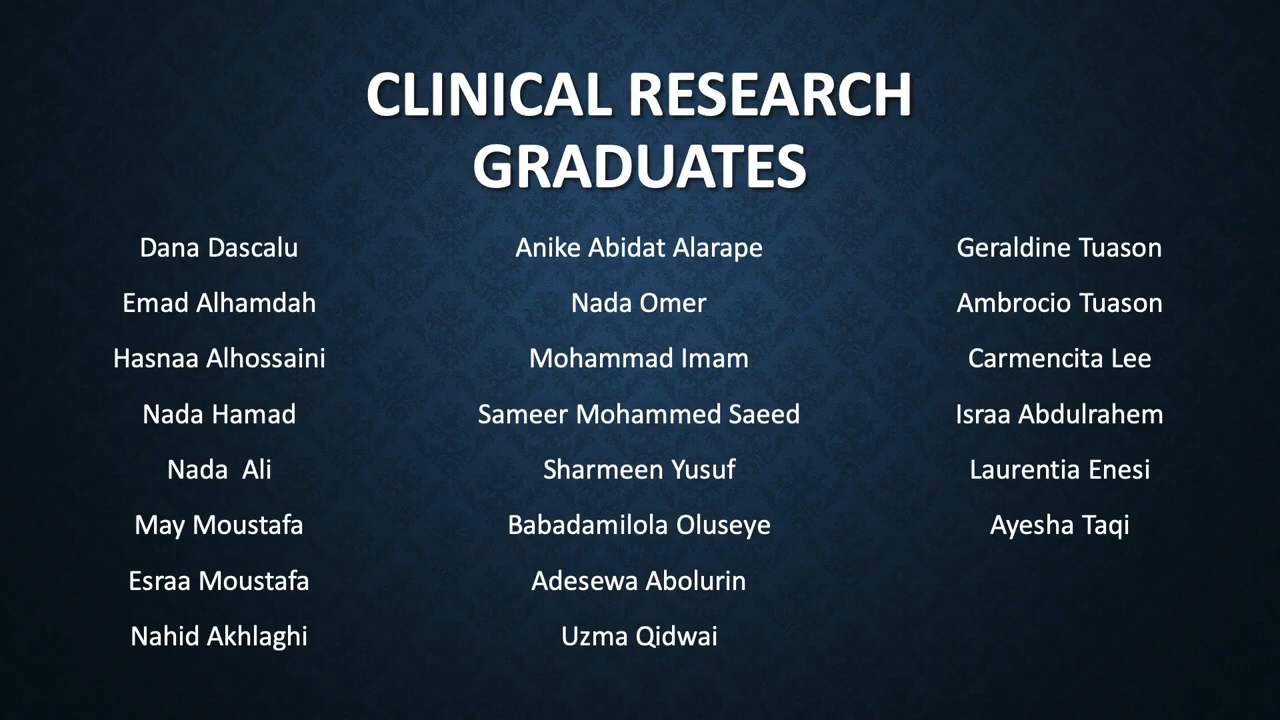 CLINICAL RESEARCH
GRADUATES
Dana Dascalu
Emad Alhamdah
Hasnaa Alhossaini
Nada Hamad
Nada  Ali
May Moustafa
Esraa Moustafa
Nahid Akhlaghi
Anike Abidat Alarape
Nada Omer
Mohammad Imam
Sameer Mohammed Saeed
Sharmeen Yusuf
Babadamilola Oluseye
Adesewa Abolurin
Uzma Qidwai
Geraldine Tuason
Ambrocio Tuason
Carmencita Lee
Israa Abdulrahem
Laurentia Enesi
Ayesha Taqi